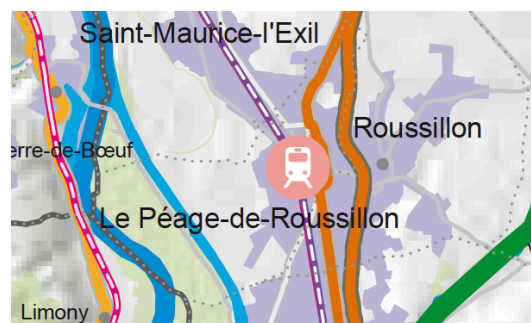 Saint-Maurice-l'Exil
Roussillon
erre-de-Bœuf
Le Péage-de-Roussillon
Limony